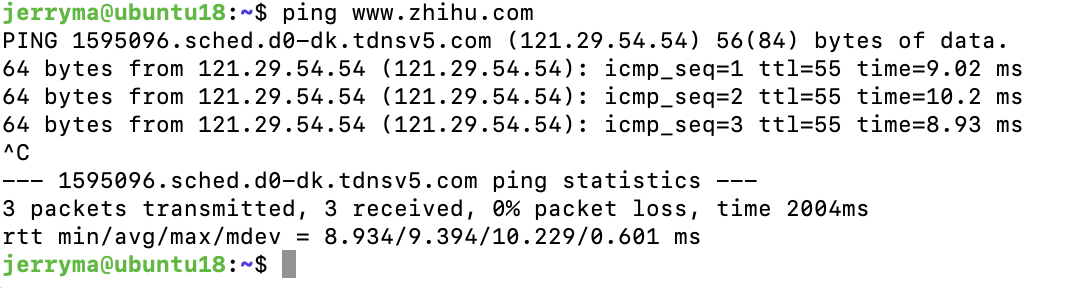 jerryma@ubuntu18:~$ ping www.zhihu.com
PING 1595096.sched.d0-dk.tdnsv5.com (121.29.54.54) 56(84) bytes of data.
64 bytes from 121.29.54.54 (121.29.54.54): icmp_seq=1 ttl=55 time=9.02 ms
64 bytes from 121.29.54.54 (121.29.54.54): icmp_seq=2 ttl=55 time=10.2 ms
64 bytes from 121.29.54.54 (121.29.54.54): icmp_seq=3 ttl=55 time=8.93 ms
^C
--- 1595096.sched.d0-dk.tdnsv5.com ping statistics ---
3 packets transmitted, 3 received, 0% packet loss, time 2004ms
rtt min/avg/max/mdev = 8.934/9.394/10.229/0.601 ms
jerryma@ubuntu18:~$